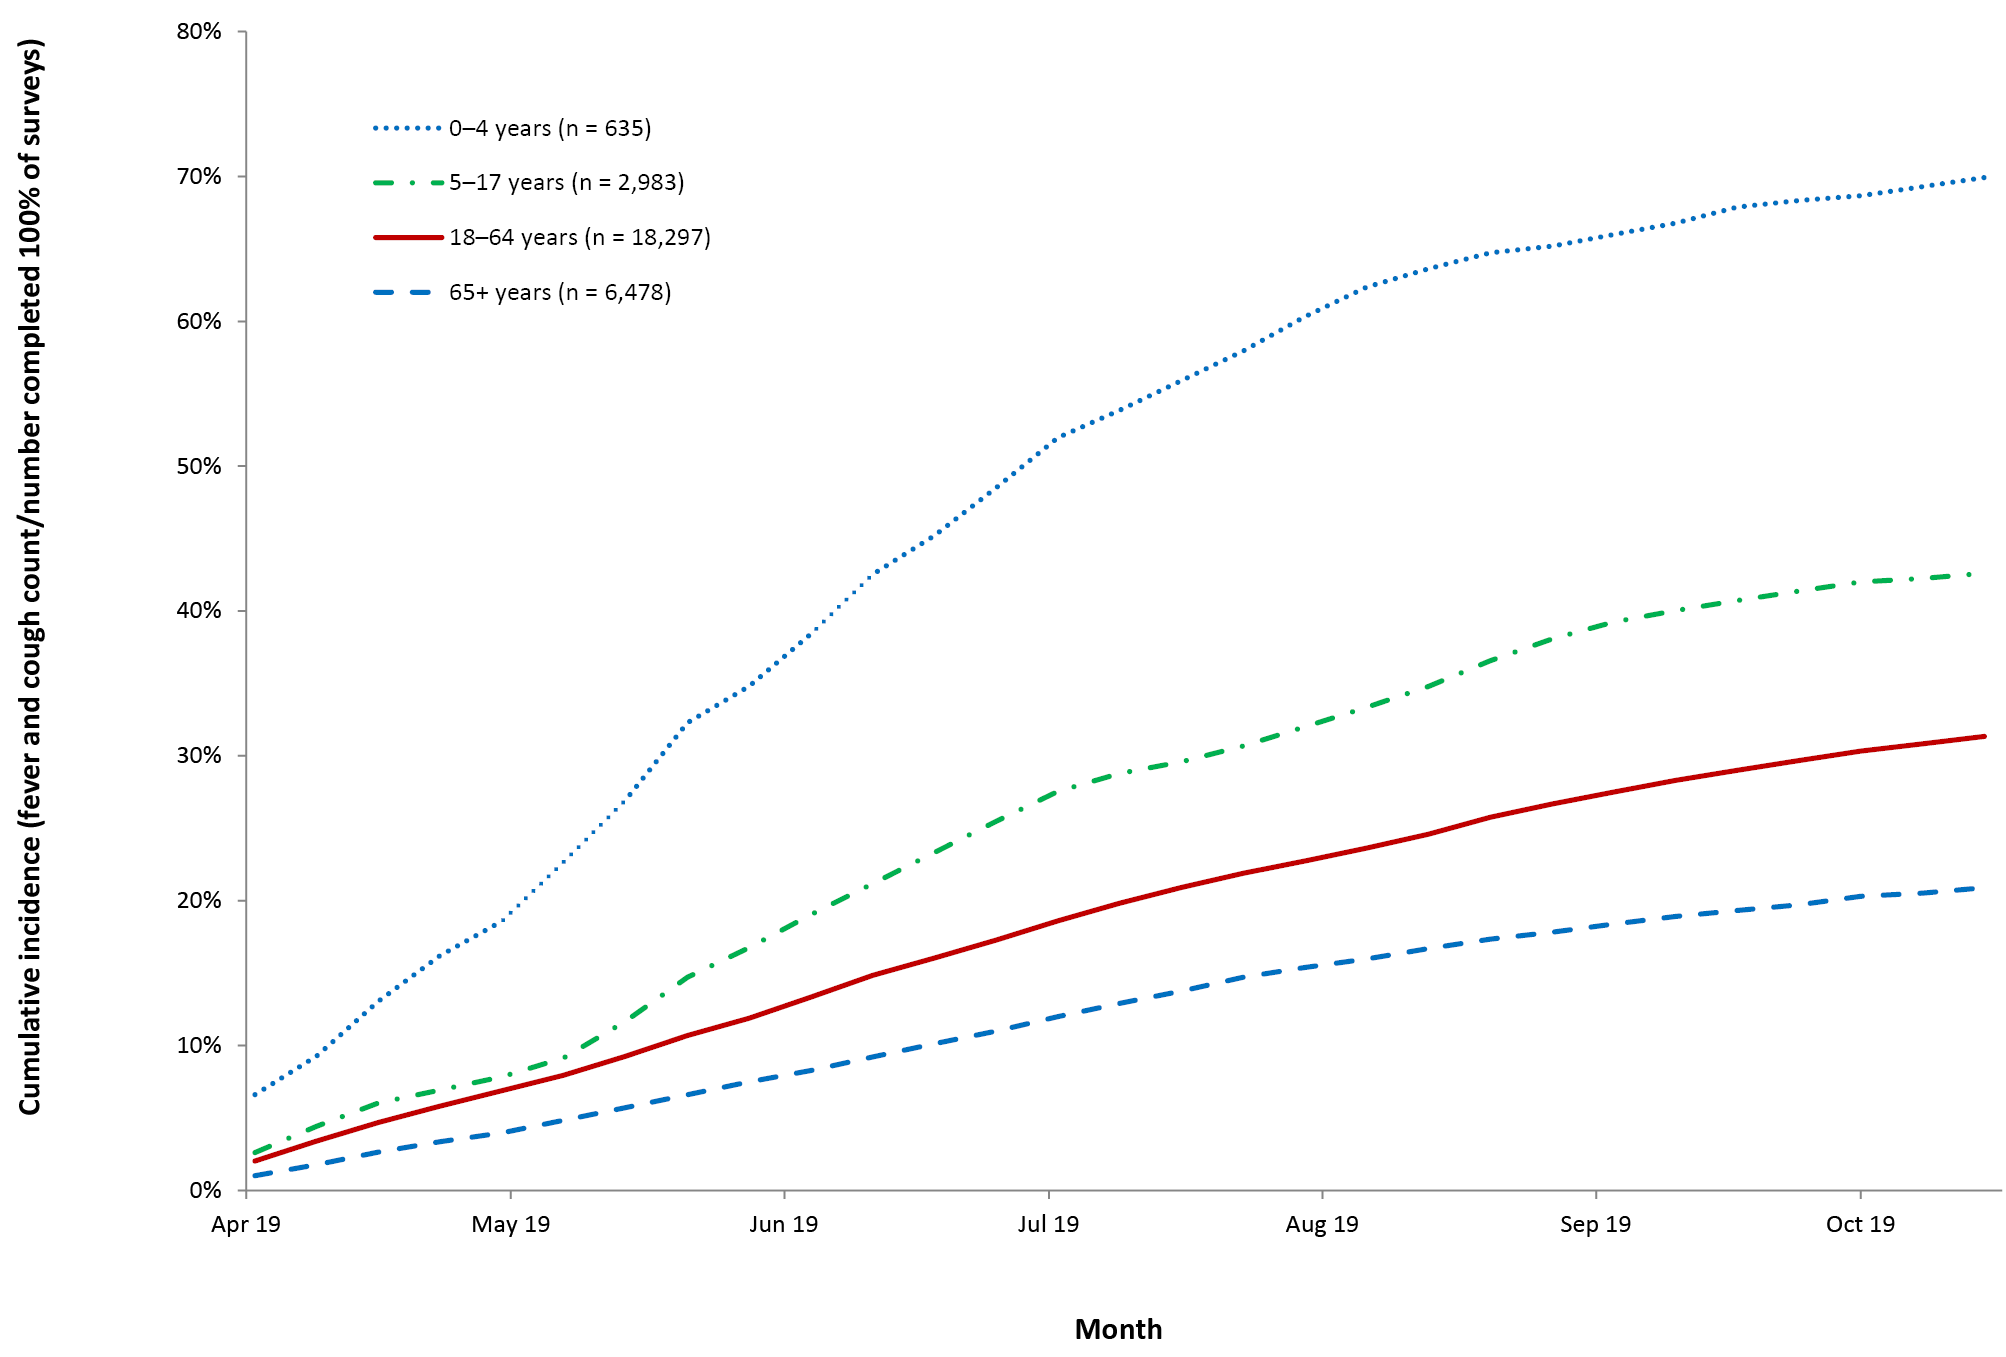 Cumulative incidence (fever and cough count/number completed 100% of surveys)
80%
70%
60%
50%
40%
30%
20%
10%
0%
0–4 years (n = 635)
5–17 years (n = 2,983)
18–64 years (n = 18,297)
65+ years (n = 6,478)
Apr 19
May 19
Jun 19
Jul 19
Aug 19
Sep 19
Oct 19
Month